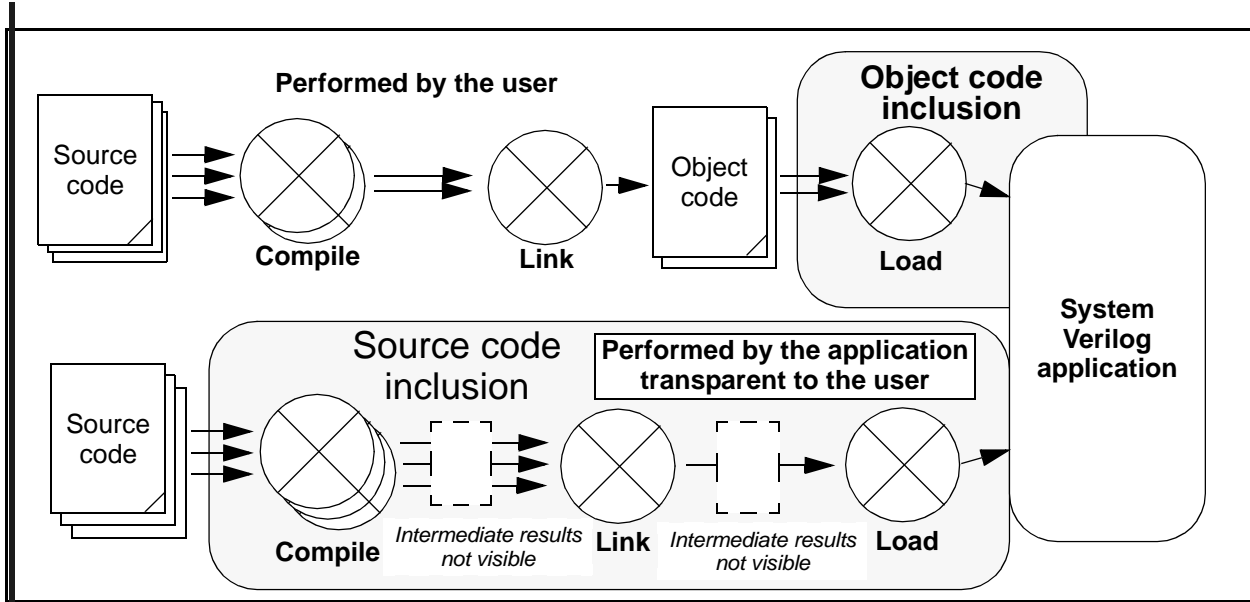 Performed by the user
Object code
inclusion
Source
code
Object
code
Compile
Link
Load
System
Verilog
application
Source code
inclusion
Performed by the application
transparent to the user
Source
code
Compile
Intermediate results
not visible
Link
Intermediate results
not visible
Load